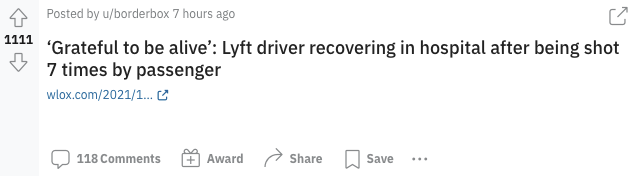 Posted by u/borderbox 7 hours ago
1111
‘Grateful to be alive’: Lyft driver recovering in hospital after being shot
7 times by passenger
wlox.com/2021/1...
118 Comments Award Share Save